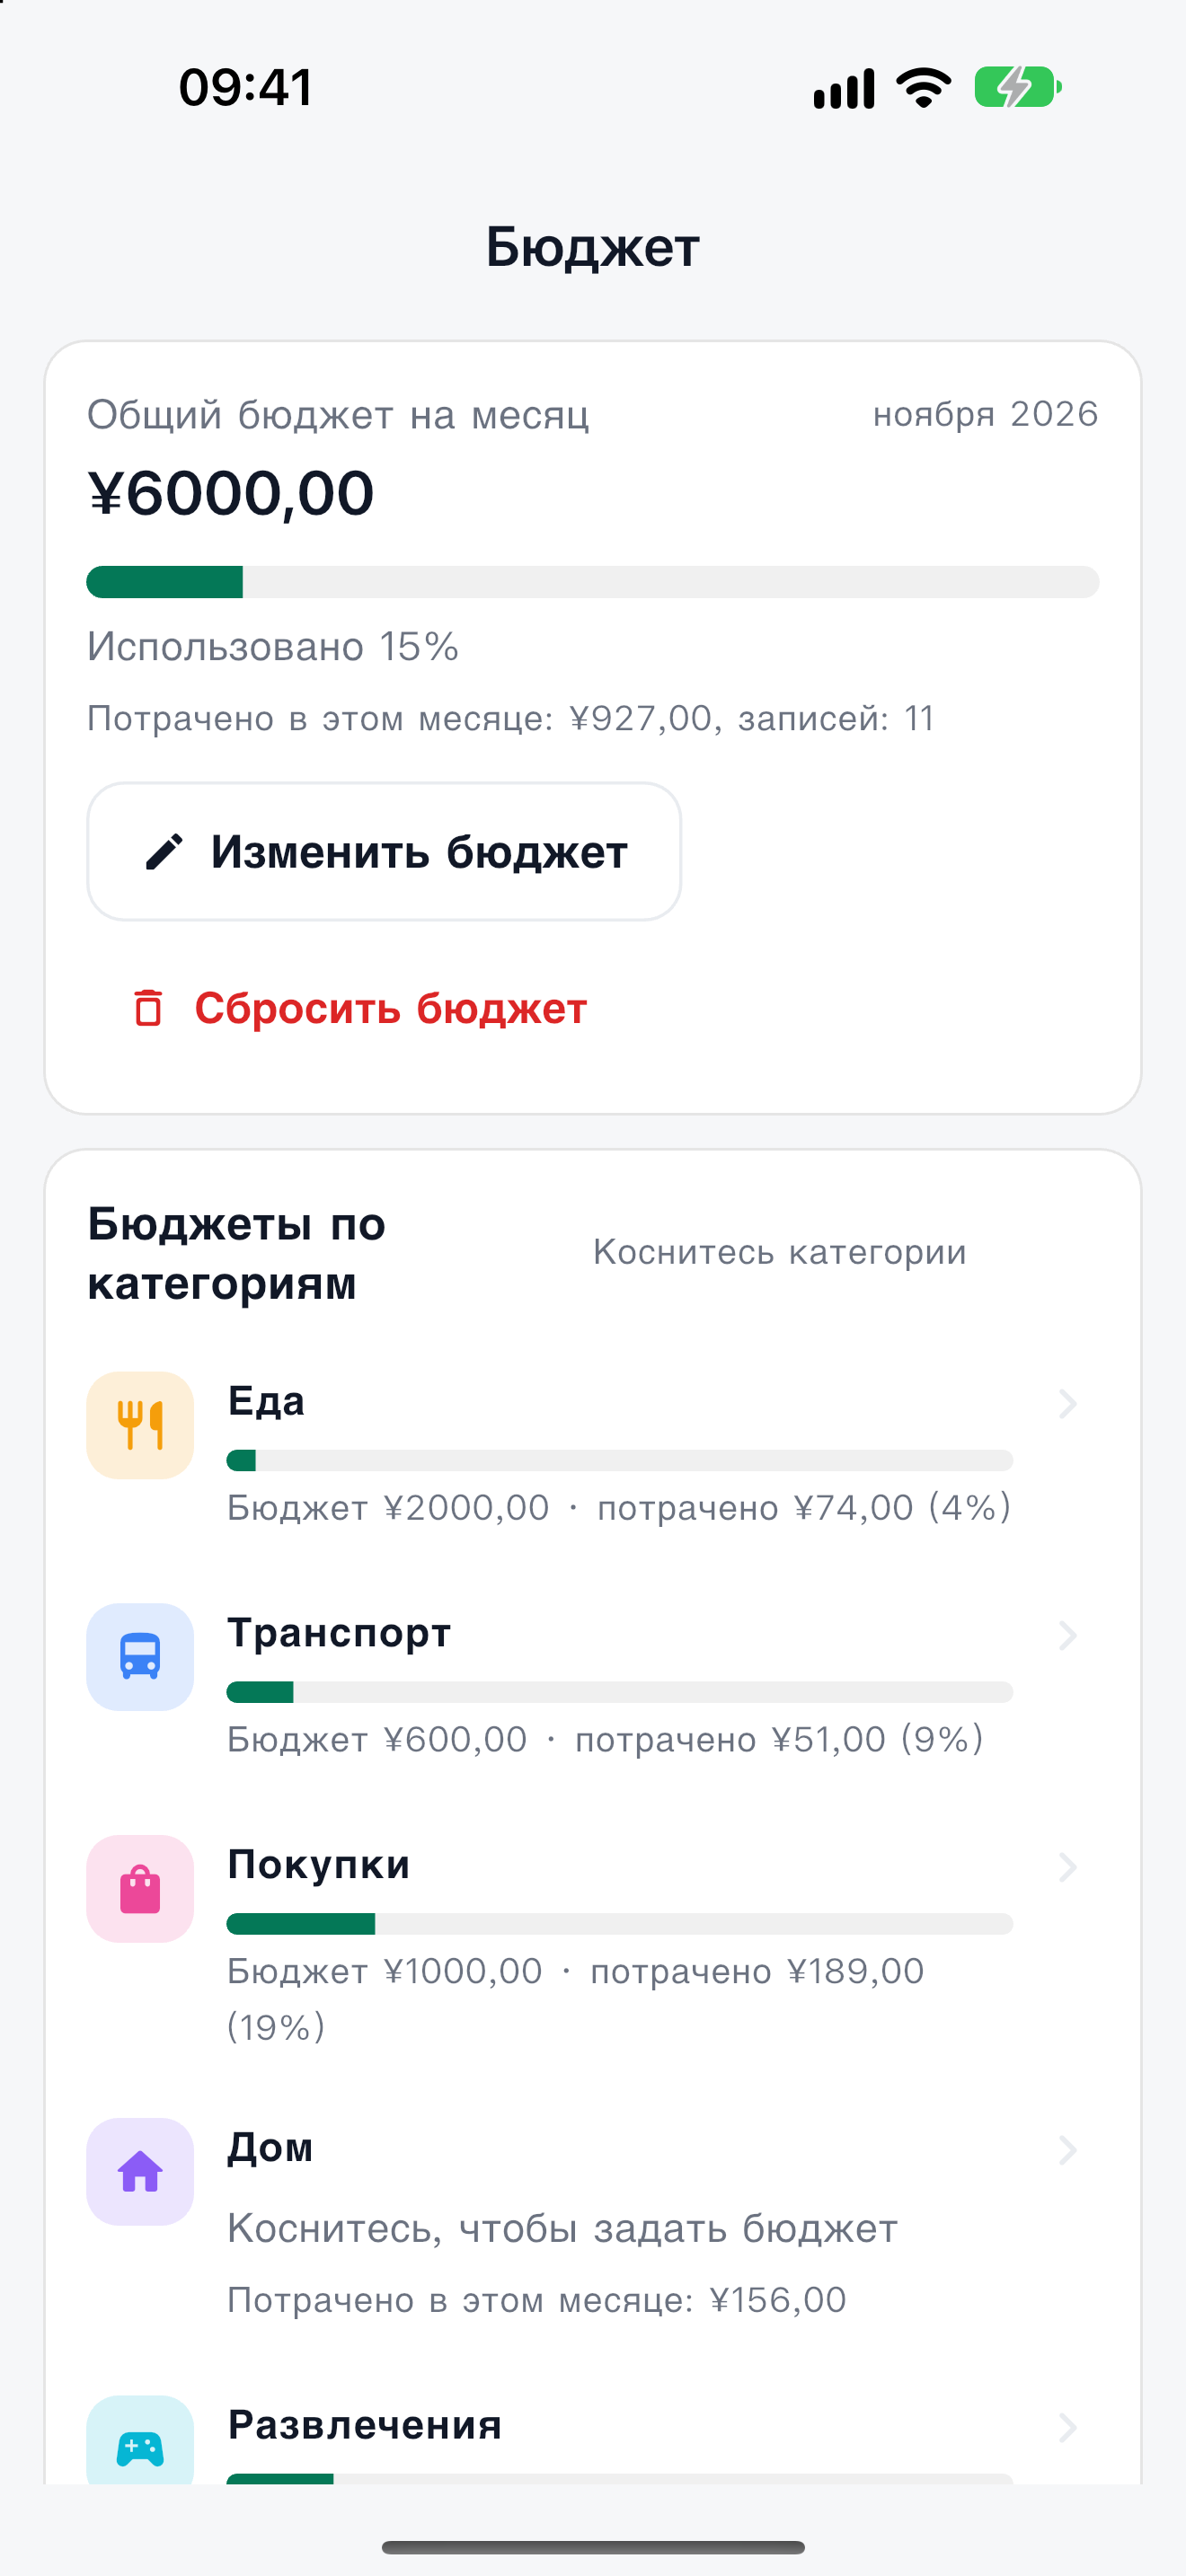 09:41
Бюджет
Общий бюджет на месяц
ноября 2026
¥6000,00
Использовано 15%
Потрачено в этом месяце: ¥927,00, записей: 11
Изменить бюджет
Сбросить бюджет
Бюджеты по
категориям
Коснитесь категории
Еда
Бюджет ¥2000,00 · потрачено ¥74,00 (4%)
Транспорт
Бюджет ¥600,00 · потрачено ¥51,00 (9%)
Покупки
Бюджет ¥1000,00 · потрачено ¥189,00
(19%)
Дом
Коснитесь, чтобы задать бюджет
Потрачено в этом месяце: ¥156,00
Развлечения